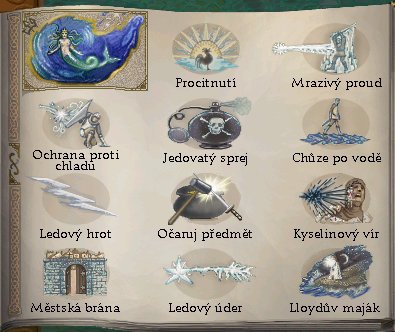 Procitnutí
Mrazivý proud
Ochrana proti
chladu
Jedovatý sprej
Chůze po vodě
Ledový hrot
Očaruj předmět
Kyselinový vír
Městská brána
Ledový úder
Lloydův maják